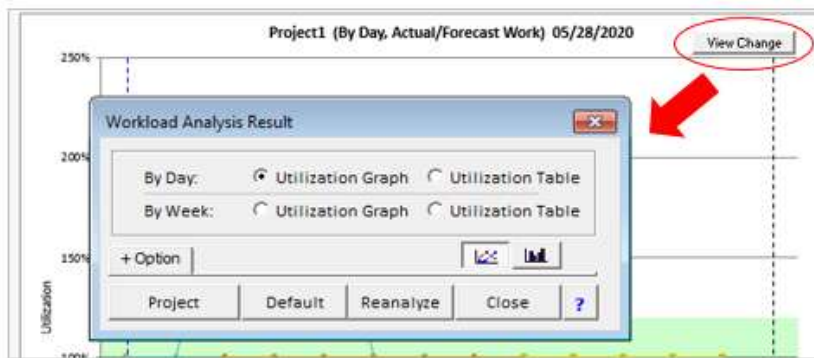 Project1 (By Day, Actual/Forecast Work) 05/28/2020
View Change
250%
Workload Analysis Result
200%
By Day: Utilization Graph Utilization Table
By Week: Utilization Graph Utilization Table
150%
+ Option
Project Default Reanalyze Close ?
Utilization
100%